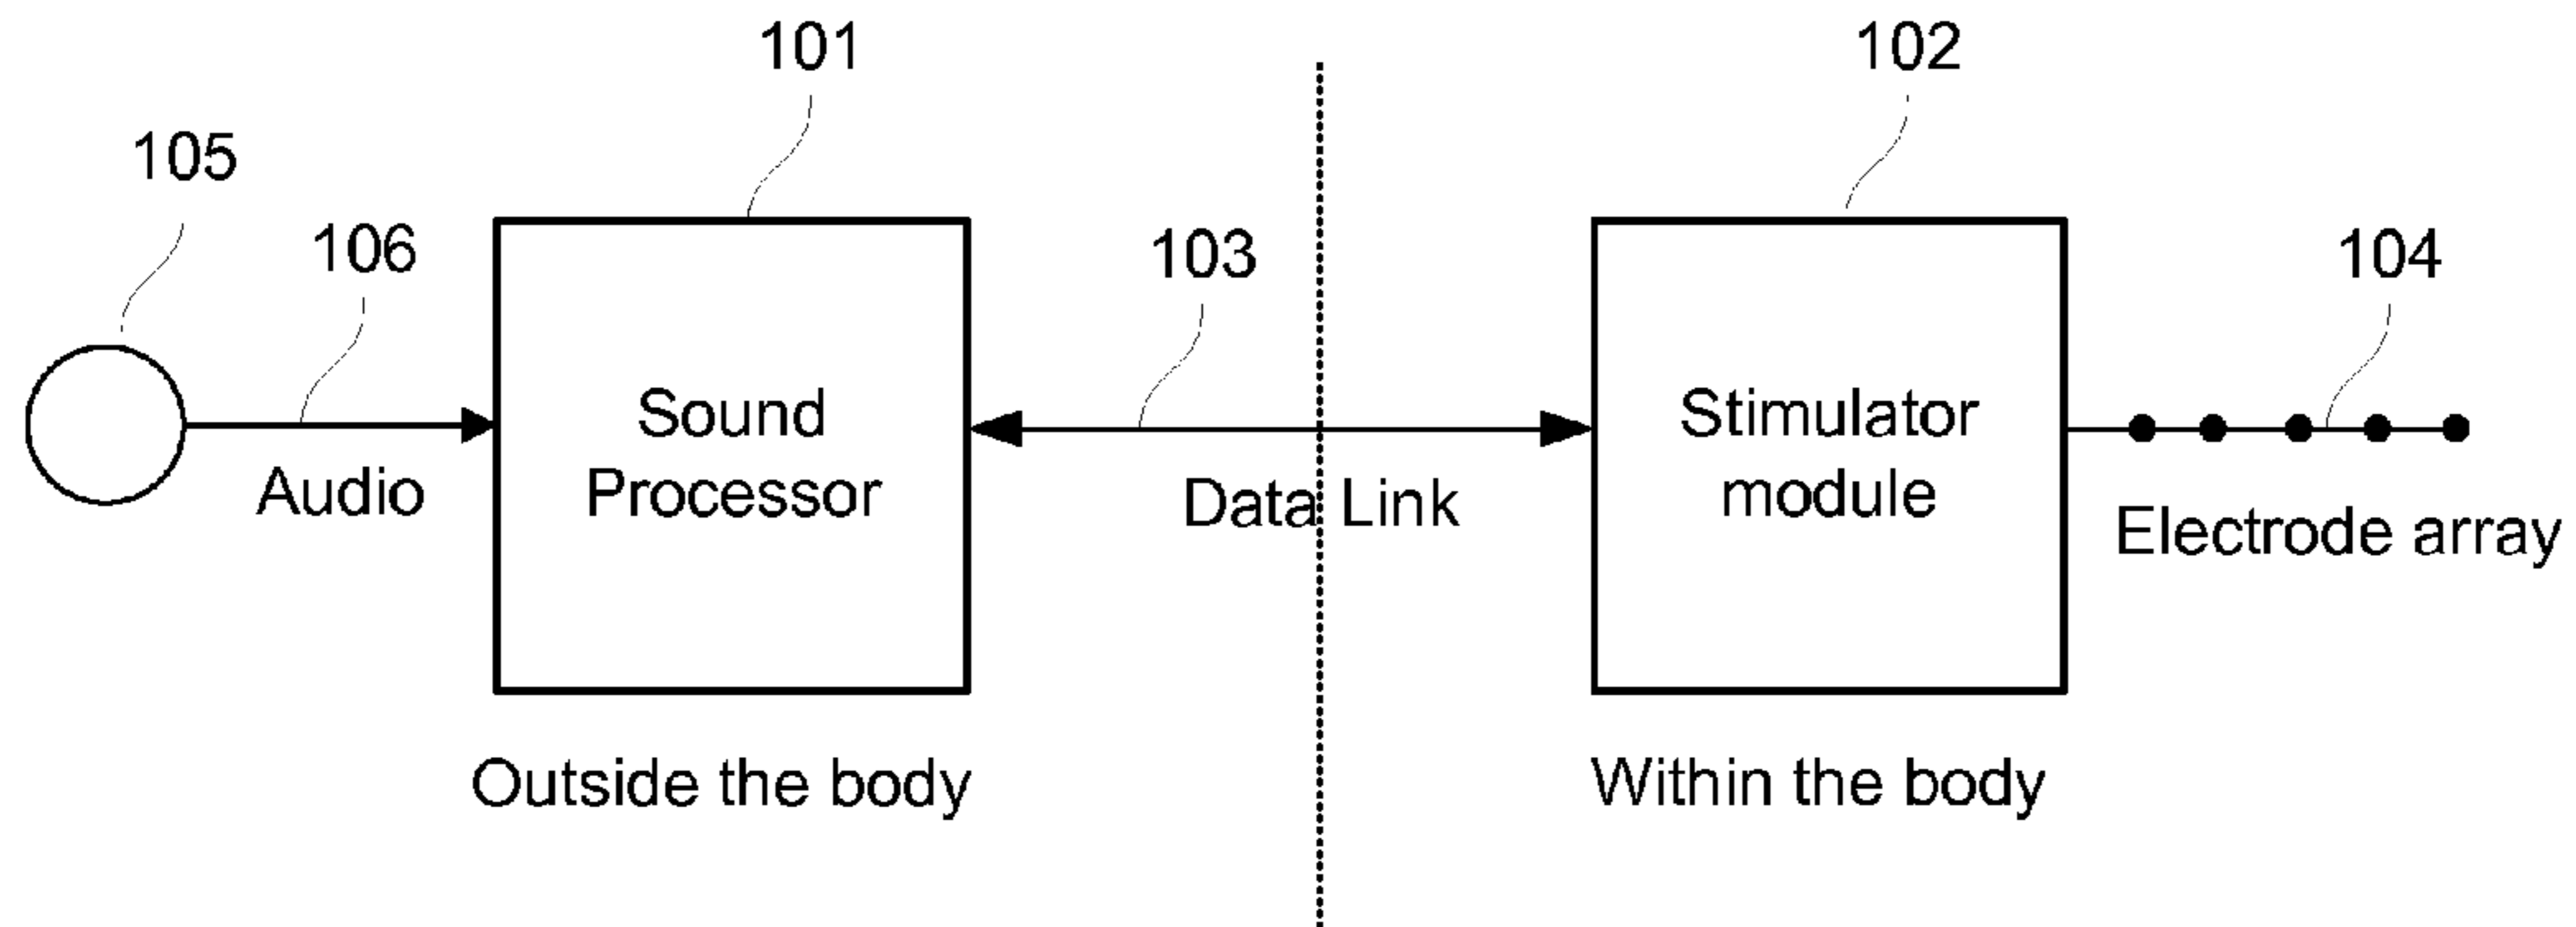 101
102
105
106
103
104
Sound
Processor
Stimulator
module
Audio
Data Link
Electrode array
Outside the body
Within the body